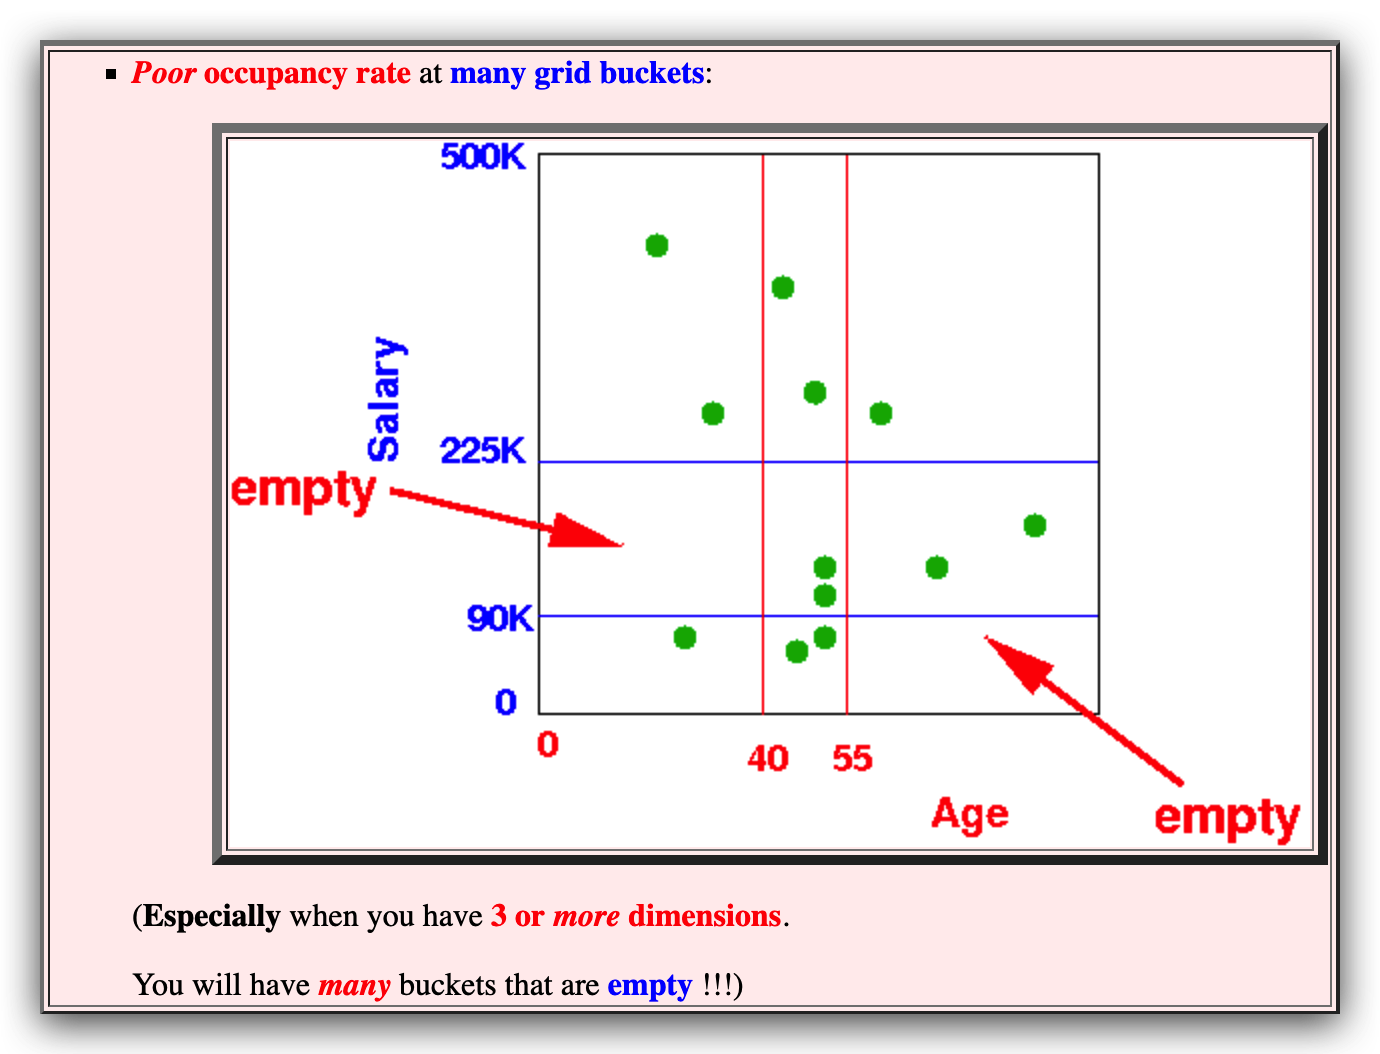 Poor occupancy rate at many grid buckets:
500K
Salary
225K
empty
90K
0
0
40 55
Age
empty
(Especially when you have 3 or more dimensions.
You will have many buckets that are empty !!!)